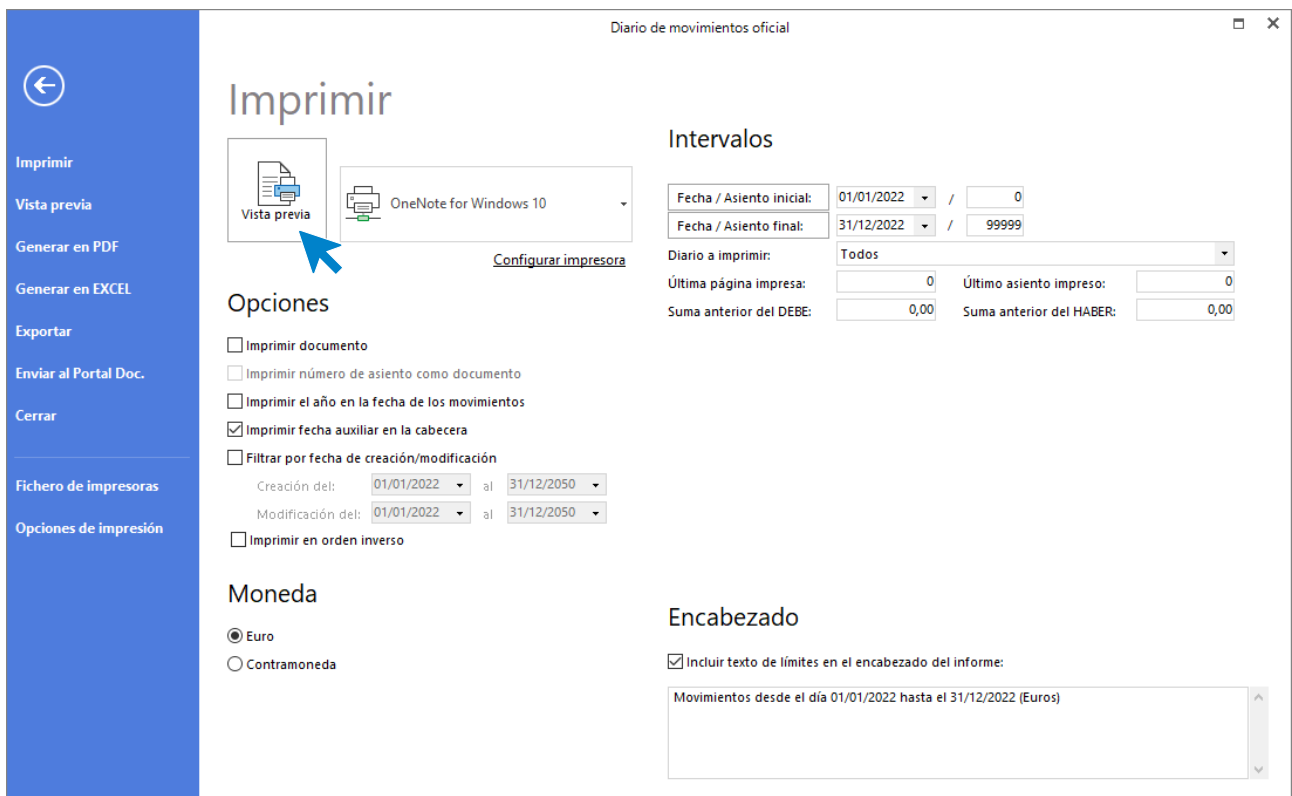 Diario de movimientos oficial
Imprimir
Vista previa
Generar en PDF
Generar en EXCEL
Exportar
Enviar al Portal Doc.
Cerrar
Fichero de impresoras
Opciones de impresión
Imprimir
Vista previa
OneNote for Windows 10
Configurar impresora
Opciones
Imprimir documento
Imprimir número de asiento como documento
Imprimir el año en la fecha de los movimientos
Imprimir fecha auxiliar en la cabecera
Filtrar por fecha de creación/modificación
Creación del: 01/01/2022 al 31/12/2050
Modificación del: 01/01/2022 al 31/12/2050
Imprimir en orden inverso
Moneda
Euro
Contramoneda
Intervalos
Fecha / Asiento inicial: 01/01/2022 / 0
Fecha / Asiento final: 31/12/2022 / 99999
Diario a imprimir: Todos
Última página impresa: 0 Último asiento impreso: 0
Suma anterior del DEBE: 0,00 Suma anterior del HABER: 0,00
Encabezado
Incluir texto de límites en el encabezado del informe:
Movimientos desde el día 01/01/2022 hasta el 31/12/2022 (Euros)